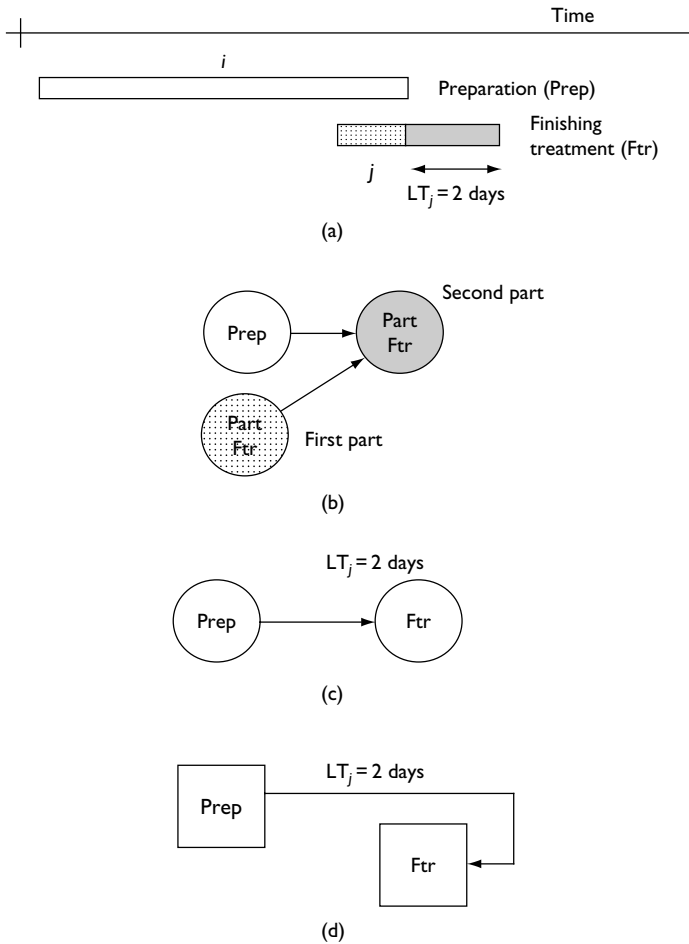 Time
i
Preparation (Prep)
Finishing
treatment (Ftr)
j
LTj = 2 days
(a)
Second part
Prep
Part
Ftr
Part
Ftr
First part
(b)
LTj = 2 days
Prep
Ftr
(c)
LTj = 2 days
Prep
Ftr
(d)